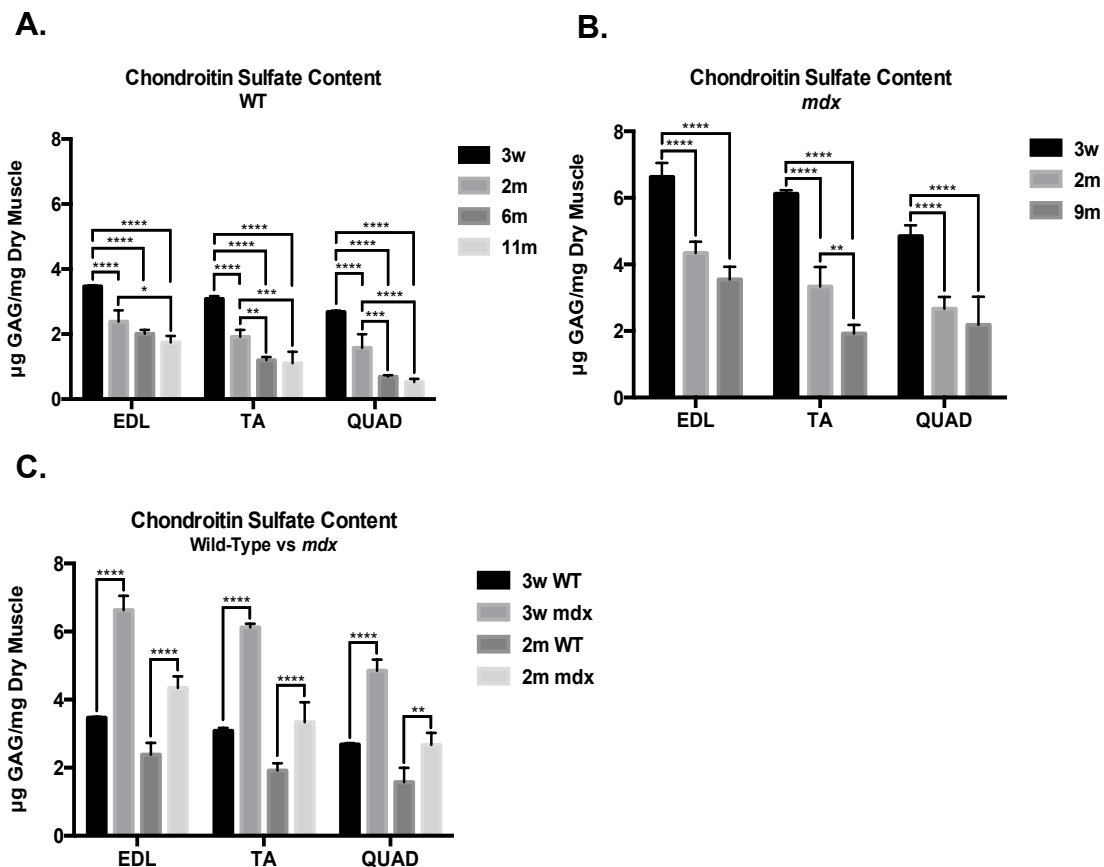 A.
Chondroitin Sulfate Content
WT
µg GAG/mg Dry Muscle
8
6
4
2
0
3w
2m
6m
11m
****
****
****
*
****
****
****
***
**
****
****
****
****
***
EDL
TA
QUAD
B.
Chondroitin Sulfate Content
mdx
µg GAG/mg Dry Muscle
8
6
4
2
0
3w
2m
9m
****
****
****
****
**
****
****
EDL
TA
QUAD
C.
Chondroitin Sulfate Content
Wild-Type vs mdx
µg GAG/mg Dry Muscle
8
6
4
2
0
3w WT
3w mdx
2m WT
2m mdx
****
****
****
****
****
**
EDL
TA
QUAD